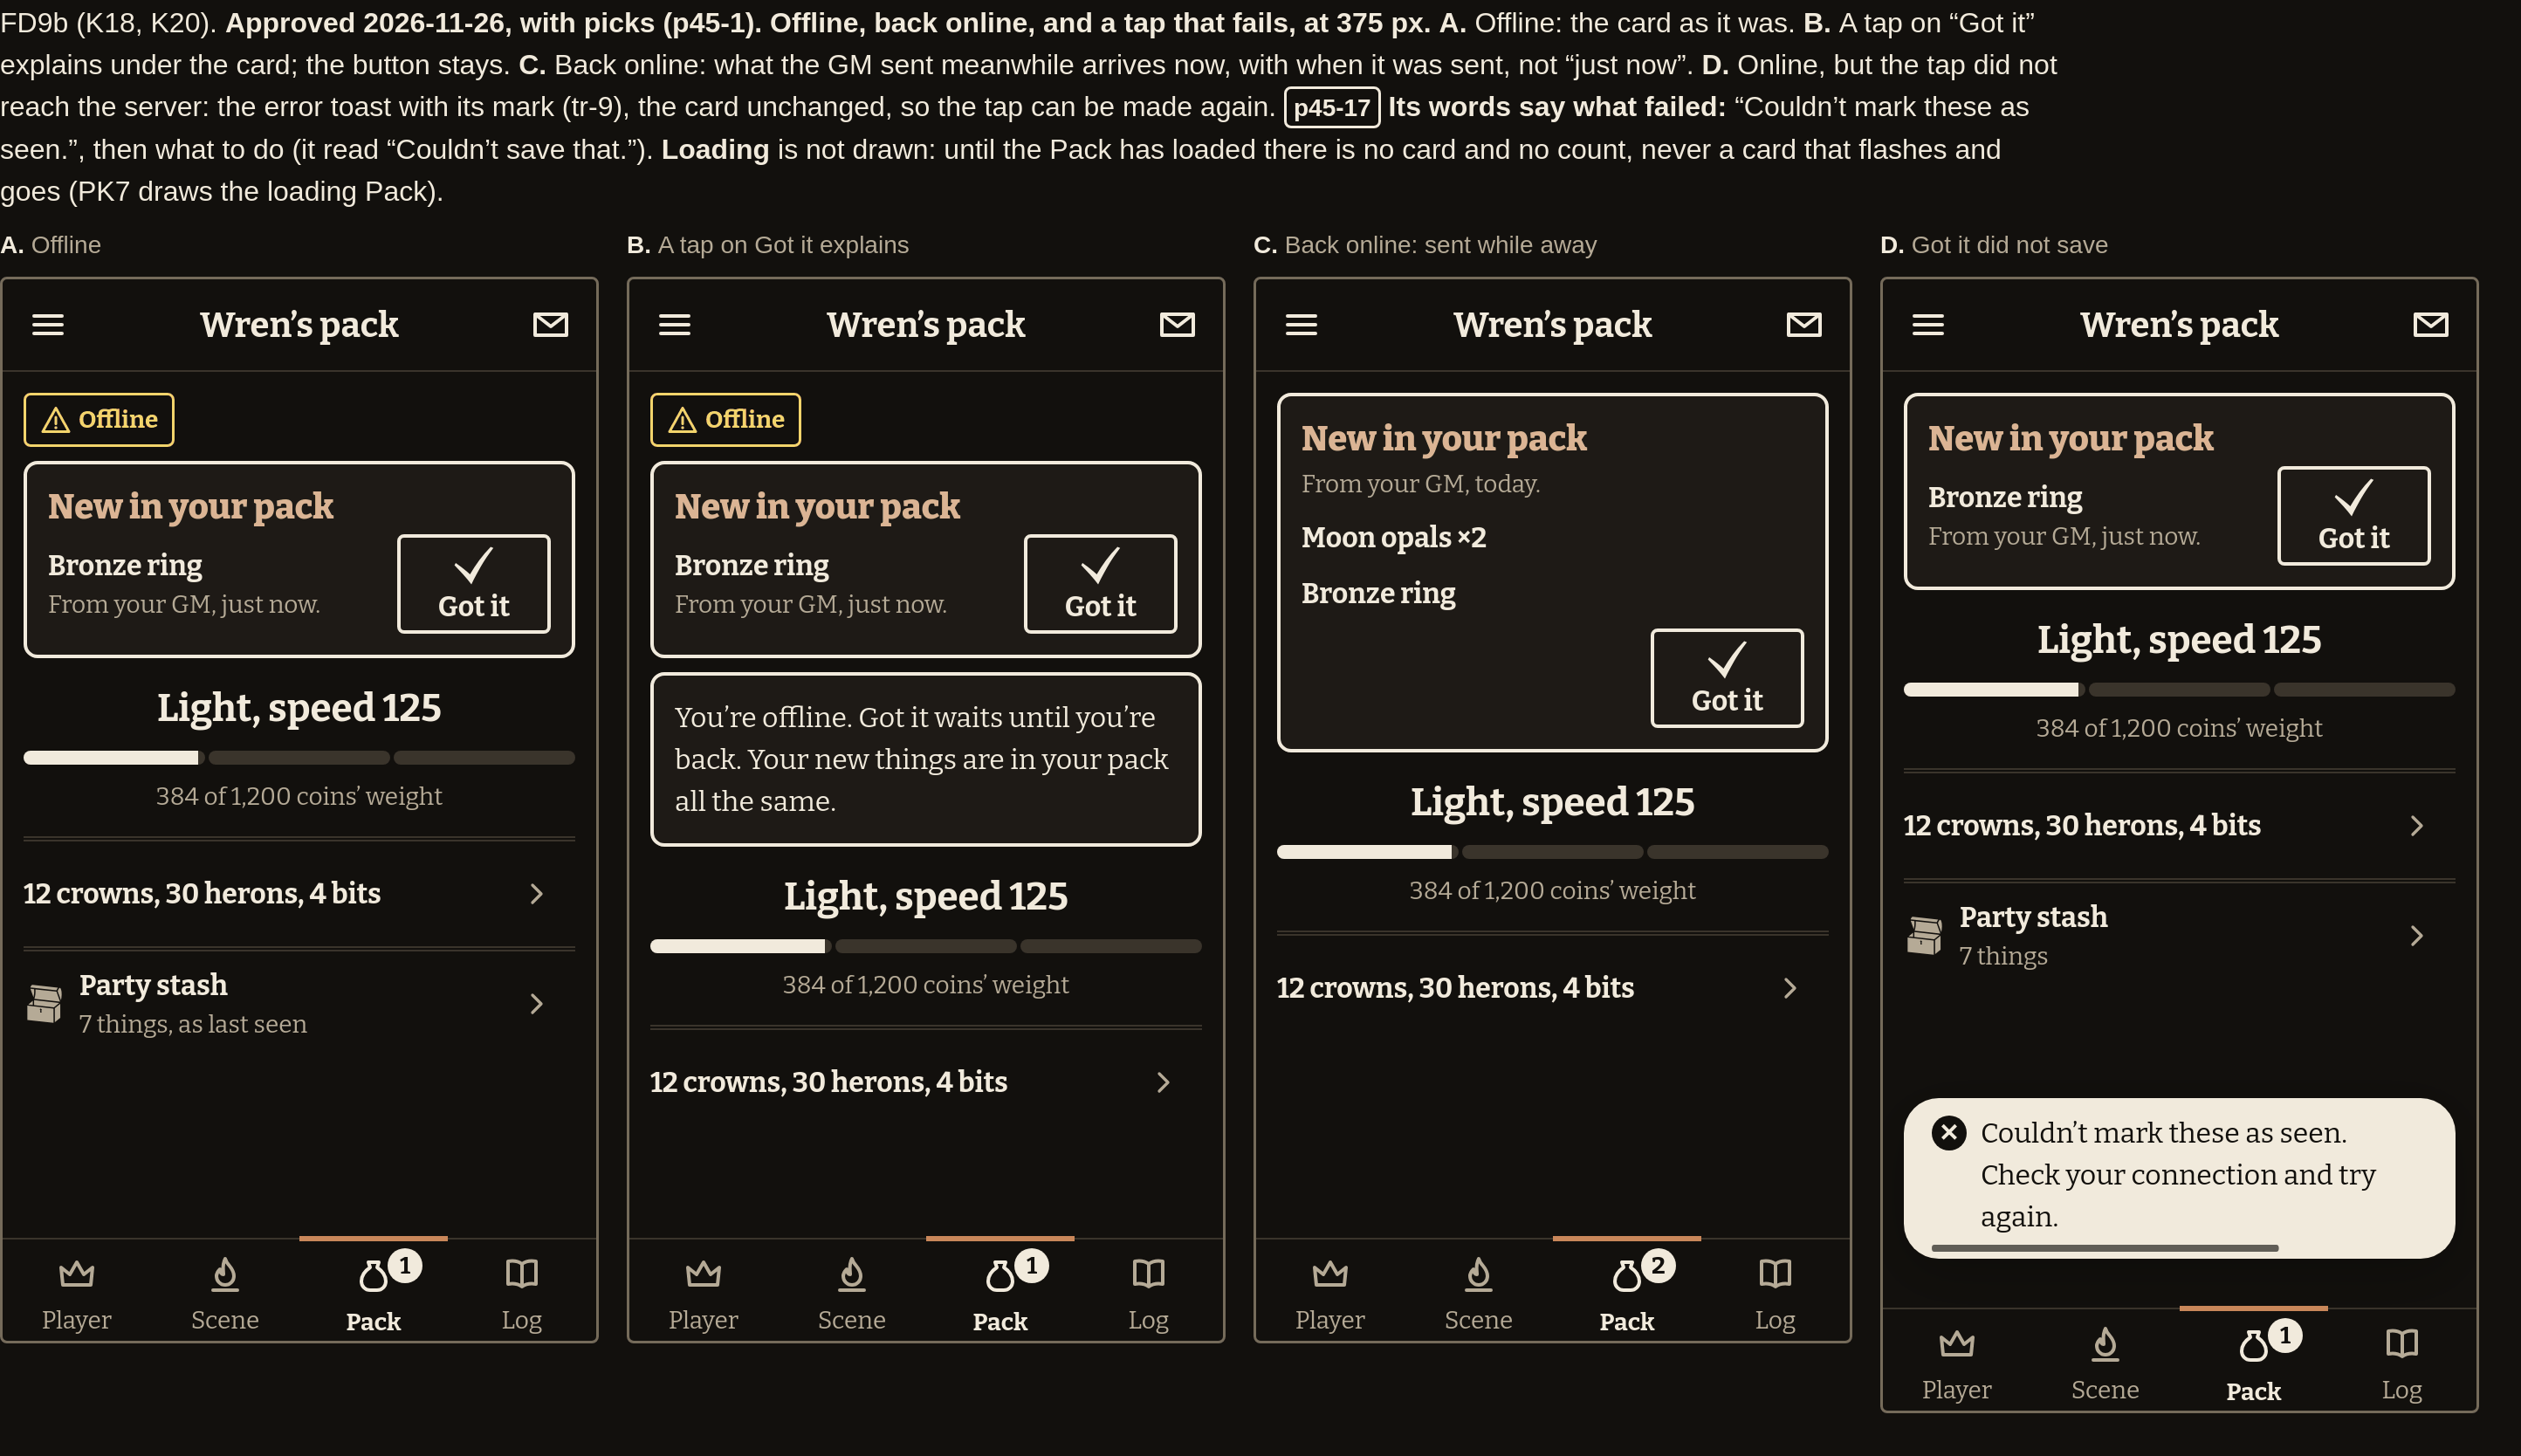 FD9b (K18, K20). Approved 2026-11-26, with picks (p45-1). Offline, back online, and a tap that fails, at 375 px. A. Offline: the card as it was. B. A tap on “Got it”
explains under the card; the button stays. C. Back online: what the GM sent meanwhile arrives now, with when it was sent, not “just now”. D. Online, but the tap did not
reach the server: the error toast with its mark (tr-9), the card unchanged, so the tap can be made again. p45-17 Its words say what failed: “Couldn’t mark these as
seen.”, then what to do (it read “Couldn’t save that.”). Loading is not drawn: until the Pack has loaded there is no card and no count, never a card that flashes and
goes (PK7 draws the loading Pack).
A. Offline
Wren’s pack
Offline
New in your pack
Bronze ring
From your GM, just now.
Got it
Light, speed 125
384 of 1,200 coins’ weight
12 crowns, 30 herons, 4 bits
Party stash
7 things, as last seen
1
Player
Scene
Pack
Log
B. A tap on Got it explains
Wren’s pack
Offline
New in your pack
Bronze ring
From your GM, just now.
Got it
You’re offline. Got it waits until you’re
back. Your new things are in your pack
all the same.
Light, speed 125
384 of 1,200 coins’ weight
12 crowns, 30 herons, 4 bits
1
Player
Scene
Pack
Log
C. Back online: sent while away
Wren’s pack
New in your pack
From your GM, today.
Moon opals ×2
Bronze ring
Got it
Light, speed 125
384 of 1,200 coins’ weight
12 crowns, 30 herons, 4 bits
2
Player
Scene
Pack
Log
D. Got it did not save
Wren’s pack
New in your pack
Bronze ring
From your GM, just now.
Got it
Light, speed 125
384 of 1,200 coins’ weight
12 crowns, 30 herons, 4 bits
Party stash
7 things
Couldn’t mark these as seen.
Check your connection and try
again.
1
Player
Scene
Pack
Log